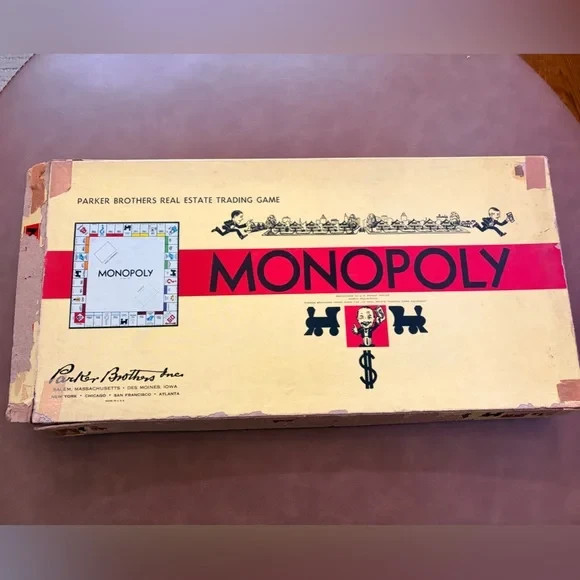 PARKER BROTHERS REAL ESTATE TRADING GAME
MONOPOLY
MONOPOLY
Parker Brothers Inc
SALEM, MASSACHUSETTS • DES MOINES, IOWA
NEW YORK • CHICAGO • SAN FRANCISCO • ATLANTA
$